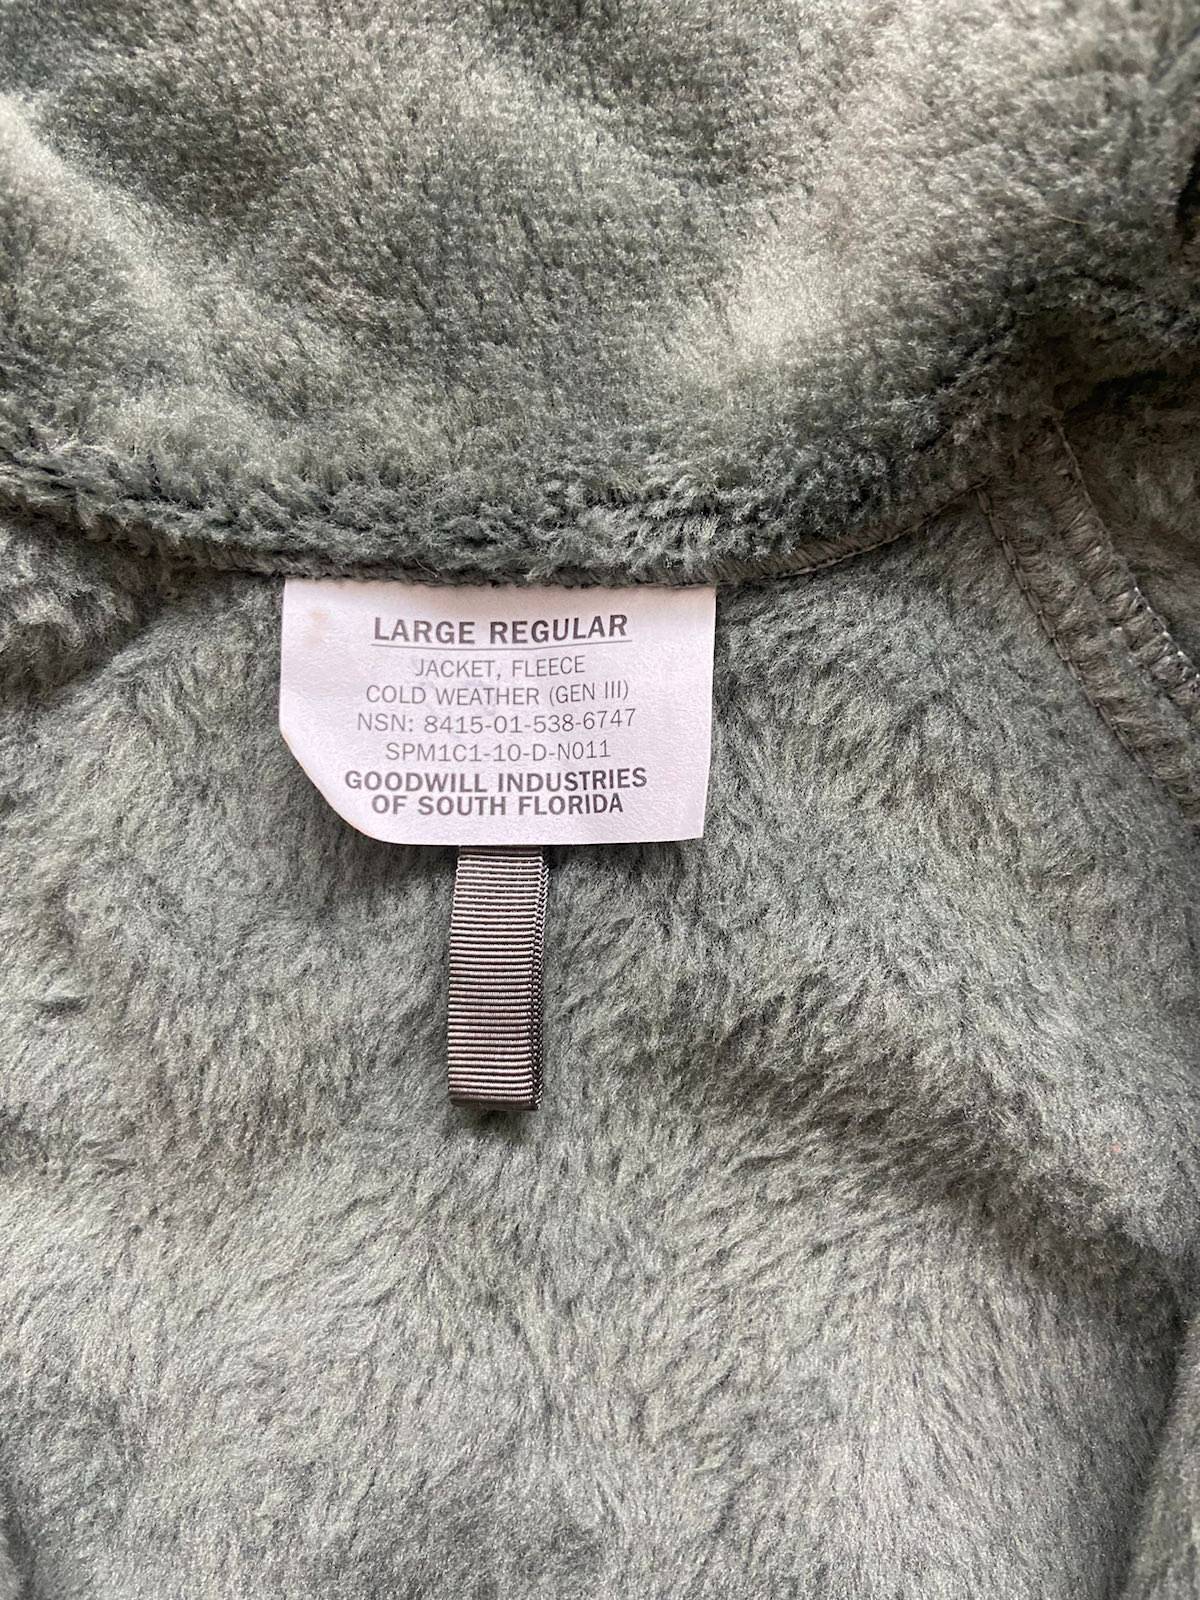 LARGE REGULAR
JACKET, FLEECE
COLD WEATHER (GEN III)
NSN: 8415-01-538-6747
SPM1C1-10-D-N011
GOODWILL INDUSTRIES
OF SOUTH FLORIDA